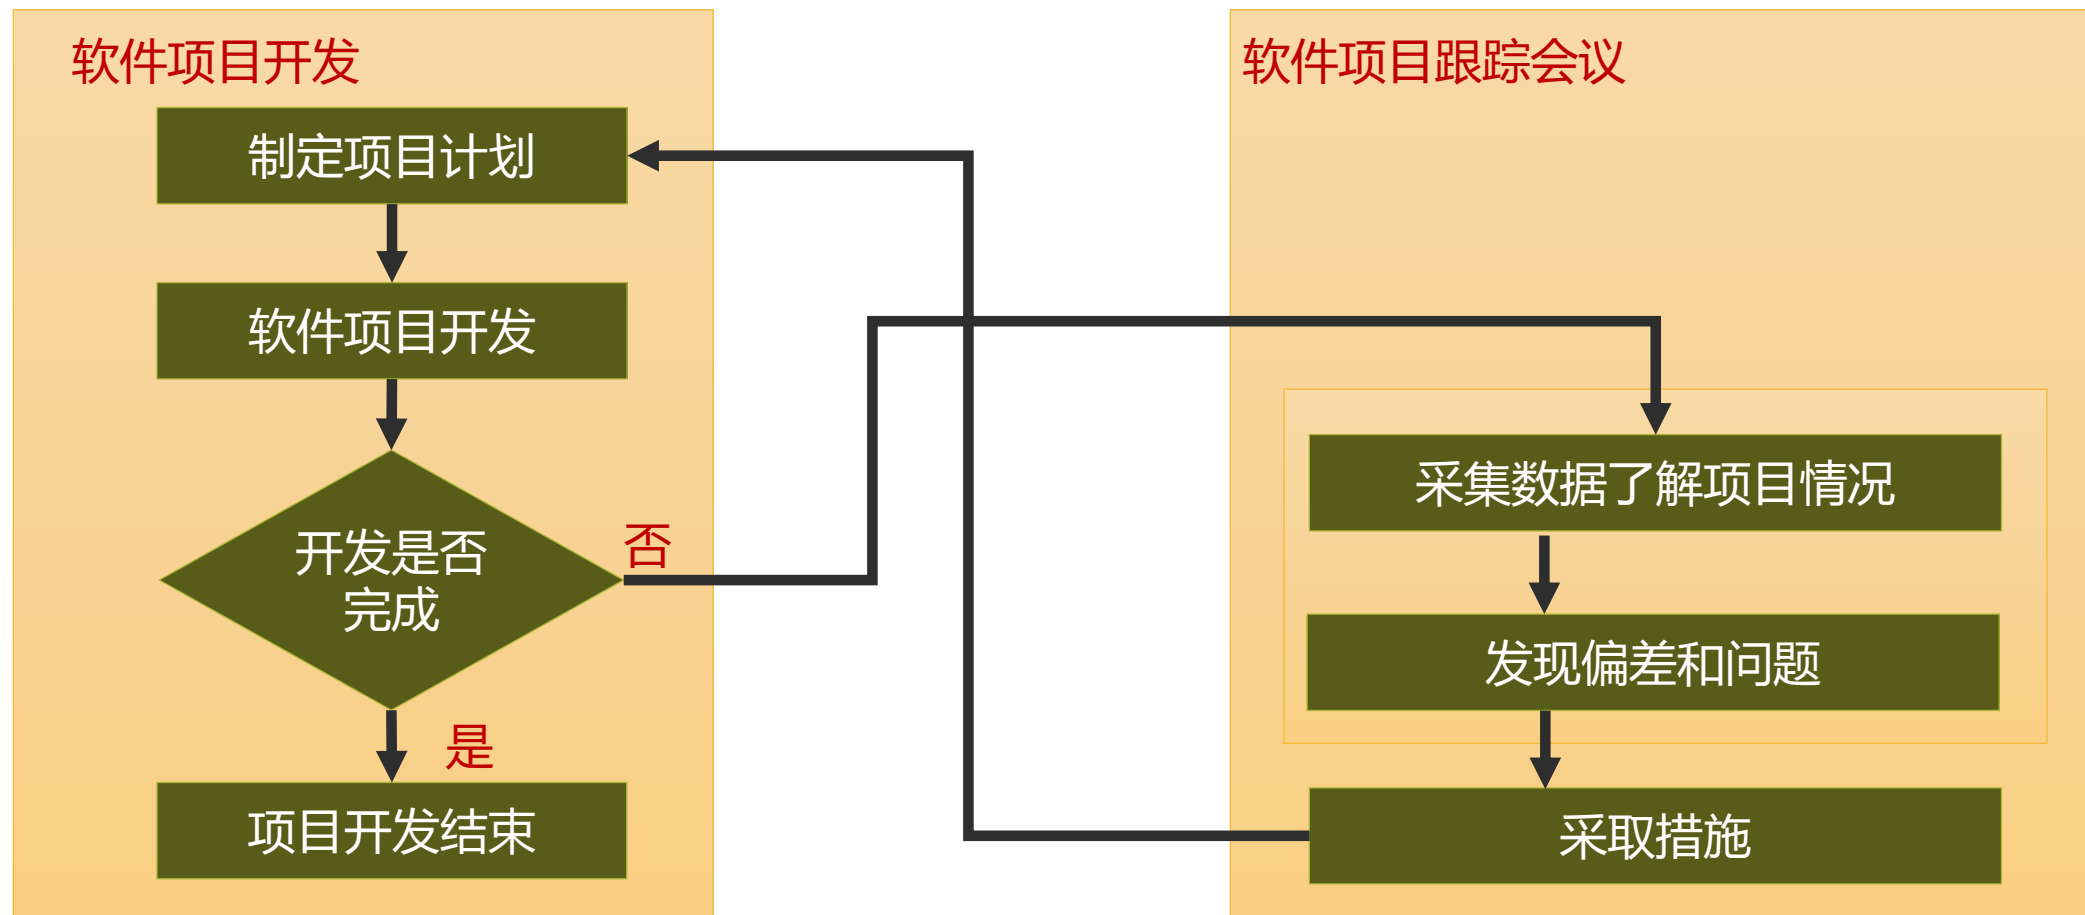 软件项目开发
制定项目计划
软件项目开发
开发是否
完成
否
是
项目开发结束
软件项目跟踪会议
采集数据了解项目情况
发现偏差和问题
采取措施